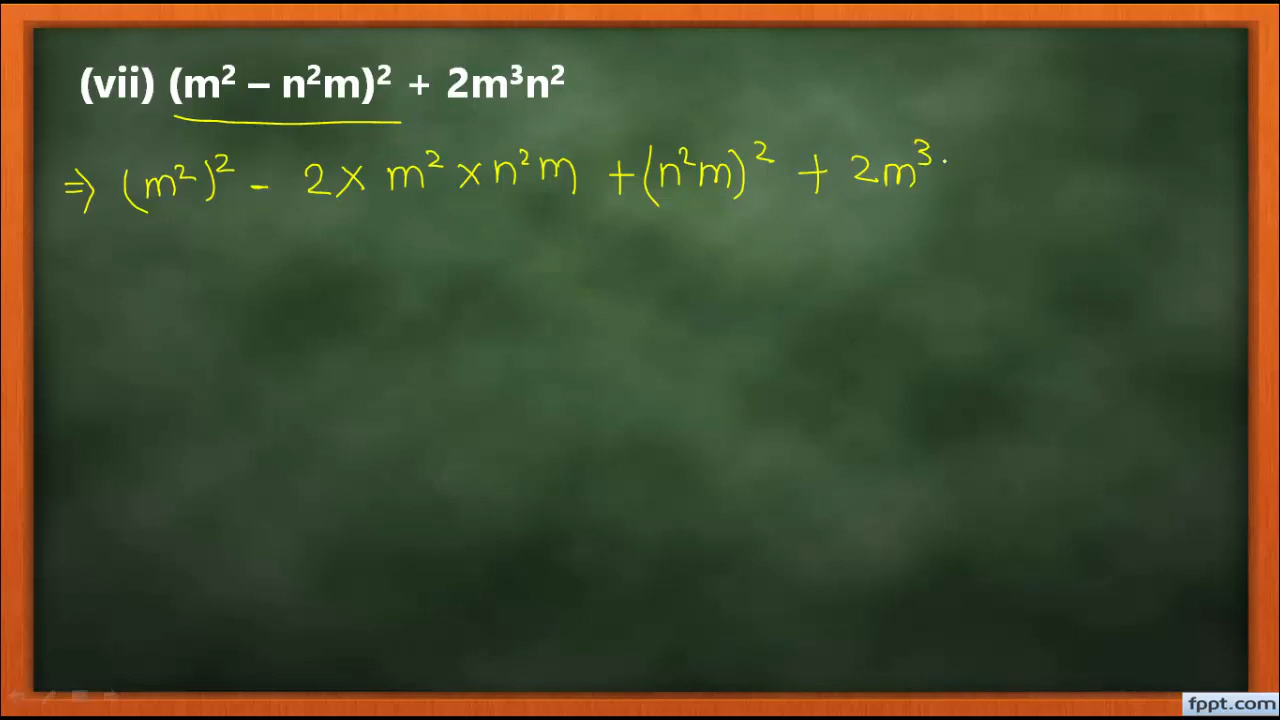 (vii) (m² – n²m)² + 2m³n²
⇒ (m²)² - 2 × m² × n²m + (n²m)² + 2m³
fppt.com